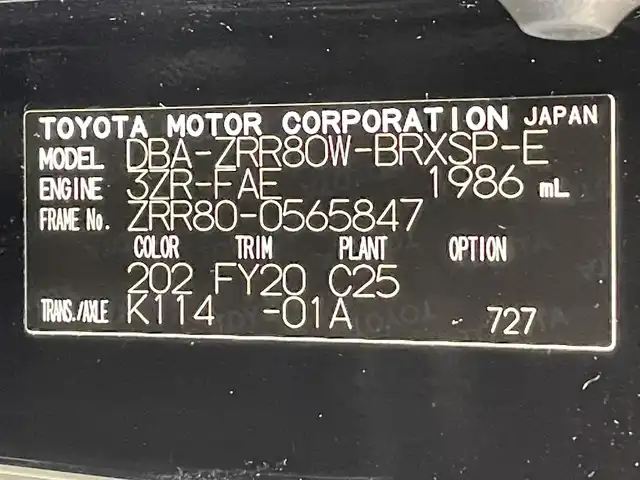 TOYOTA MOTOR CORPORATION JAPAN
MODEL DBA-ZRR80W-BRXSP-E
ENGINE 3ZR-FAE 1986 mL
FRAME No. ZRR80-0565847
COLOR TRIM PLANT OPTION
202 FY20 C25
TRANS./AXLE K114 -01A 727